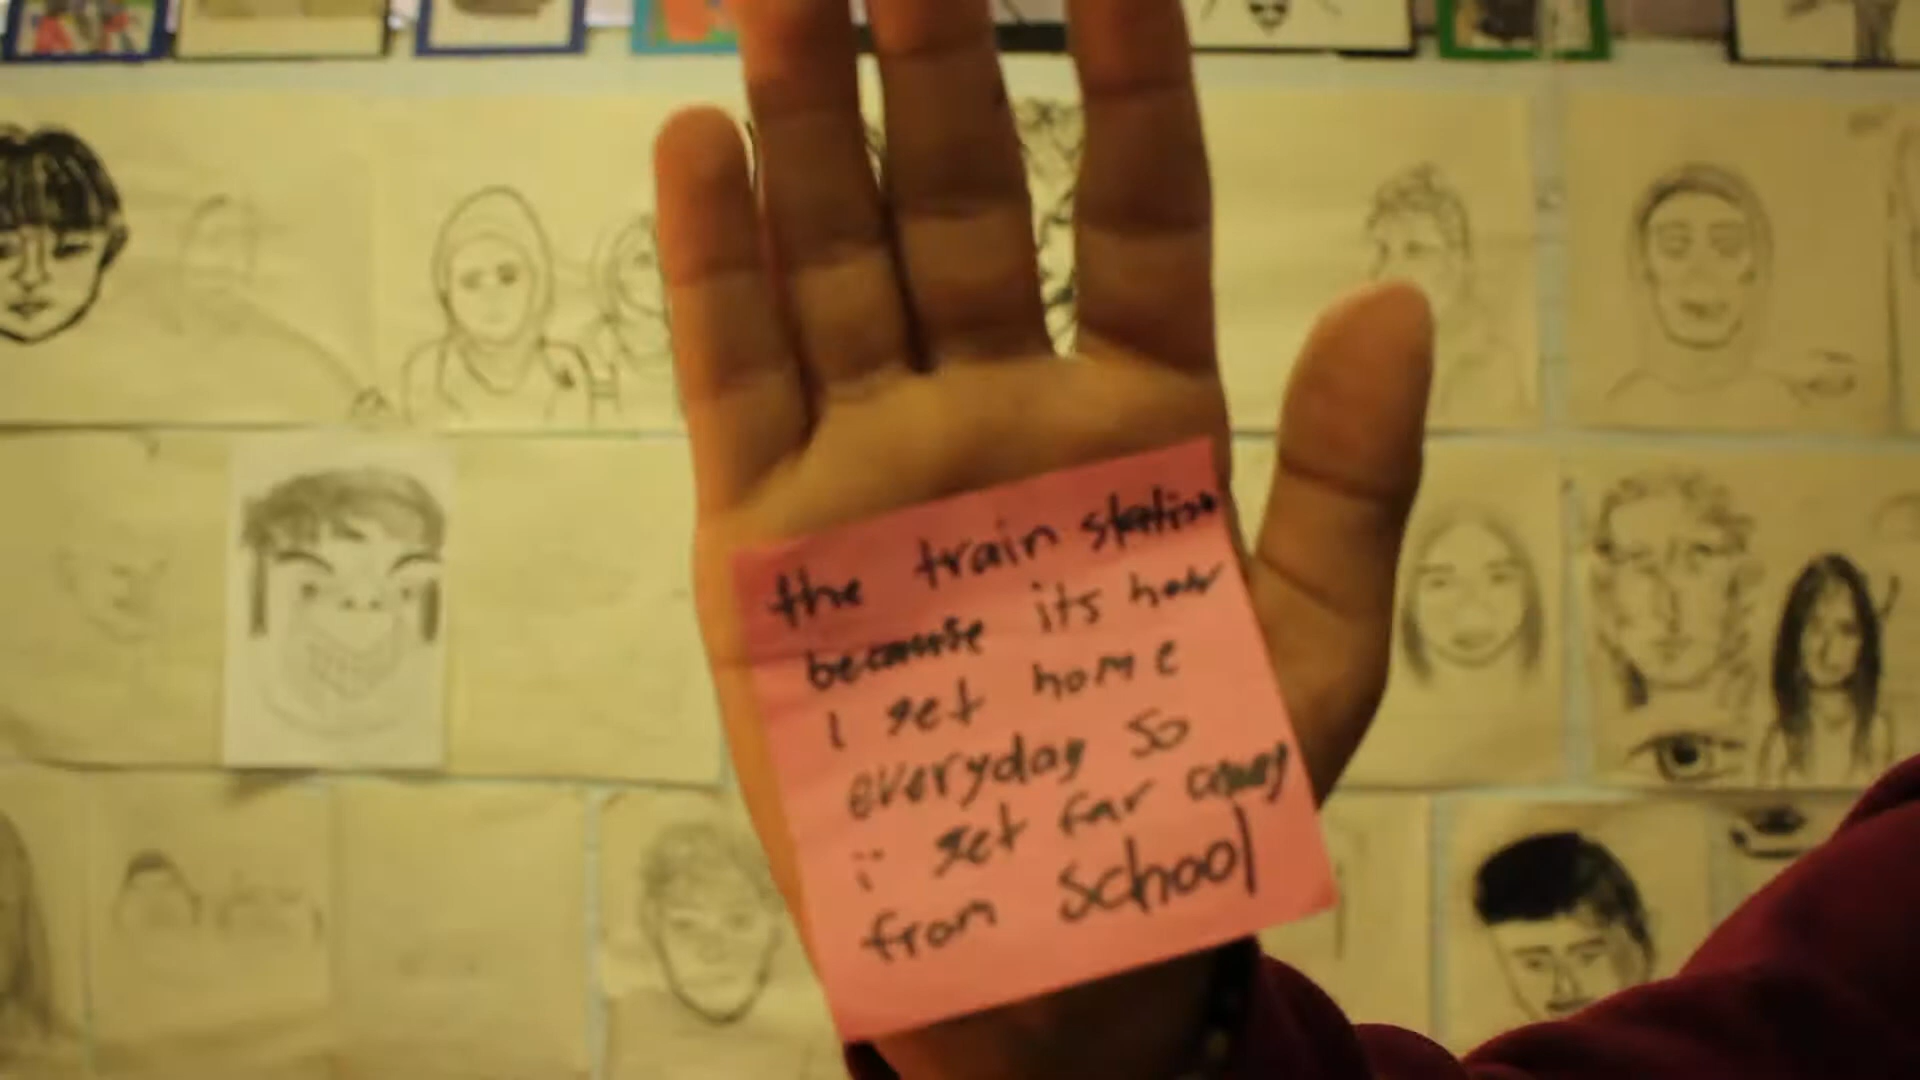 the train station
because its how
I get home
everyday so
i get far away
from school